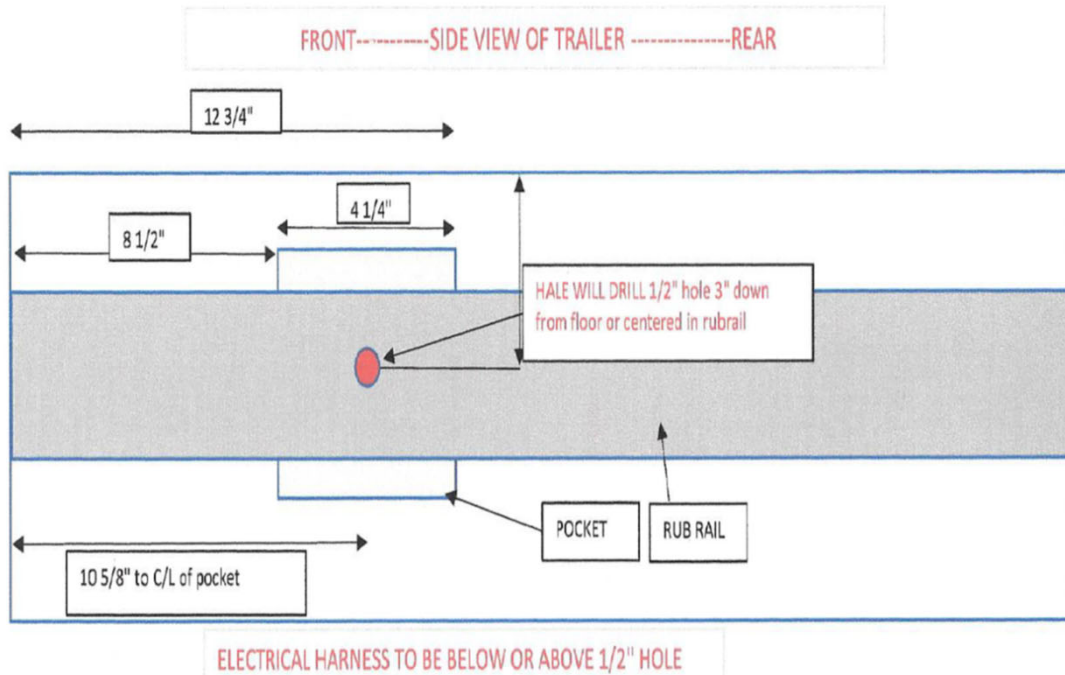 FRONT-----------SIDE VIEW OF TRAILER --------------REAR
12 3/4"
4 1/4"
8 1/2"
HALE WILL DRILL 1/2" hole 3" down
from floor or centered in rubrail
POCKET
RUB RAIL
10 5/8" to C/L of pocket
ELECTRICAL HARNESS TO BE BELOW OR ABOVE 1/2" HOLE